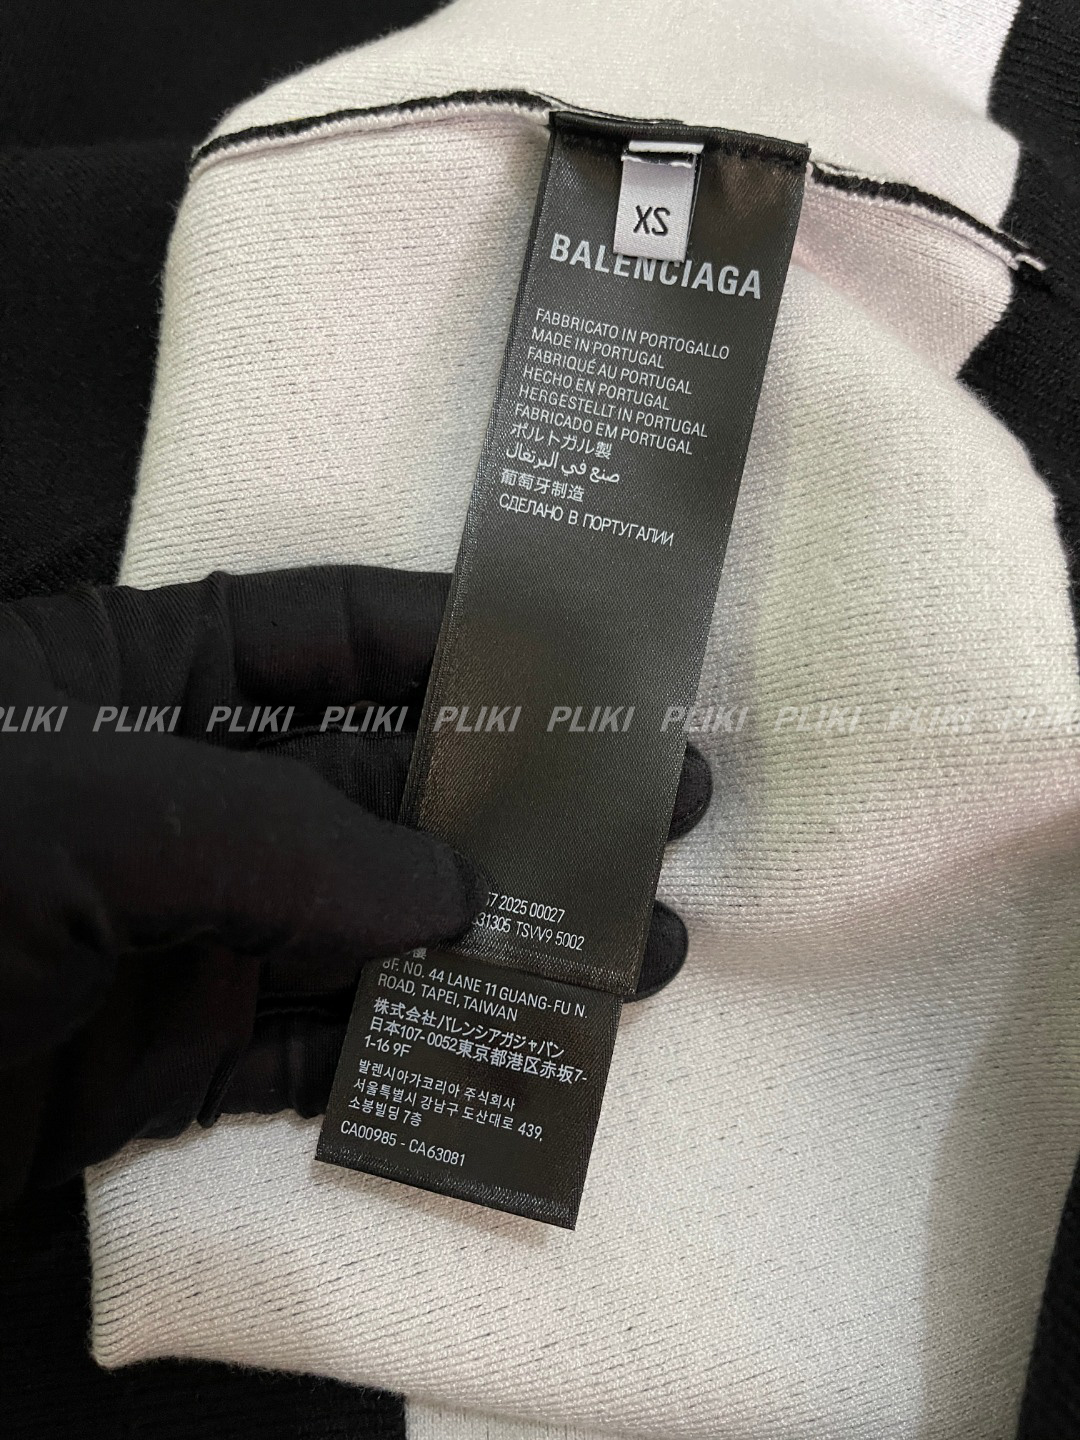 XS
BALENCIAGA
FABBRICATO IN PORTOGALLO
MADE IN PORTUGAL
FABRIQUÉ AU PORTUGAL
HECHO EN PORTUGAL
HERGESTELLT IN PORTUGAL
FABRICADO EM PORTUGAL
ポルトガル製
صنع في البرتغال
葡萄牙制造
СДЕЛАНО В ПОРТУГАЛИИ
PLIKI PLIKI PLIKI PLIKI PLIKI PLIKI PLIKI PLIKI PLIKI PLIKI
2025 00027
31305 TSVV9 5002
8F. NO. 44 LANE 11 GUANG-FU N.
ROAD, TAPEI, TAIWAN
株式会社バレンシアガジャパン
日本107-0052東京都港区赤坂7-
1-16 9F
발렌시아가코리아 주식회사
서울특별시 강남구 도산대로 439,
소봉빌딩 7층
CA00985 - CA63081